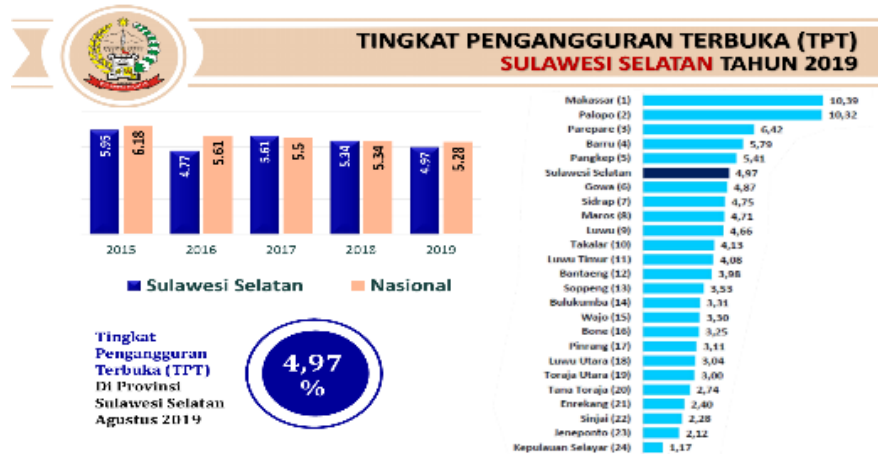 TINGKAT PENGANGGURAN TERBUKA (TPT)
SULAWESI SELATAN TAHUN 2019
5.95
6.18
4.77
5.61
5.61
5.5
5.34
5.34
4.97
5.28
2015
2016
2017
2018
2019
Sulawesi Selatan
Nasional
Tingkat
Pengangguran
Terbuka (TPT)
Di Provinsi
Sulawesi Selatan
Agustus 2019
4,97
%
Makassar (1) 10,39
Palopo (2) 10,32
Parepare (3) 6,42
Barru (4) 5,79
Pangkep (5) 5,41
Sulawesi Selatan 4,97
Gowa (6) 4,87
Sidrap (7) 4,75
Maros (8) 4,71
Luwu (9) 4,66
Takalar (10) 4,13
Luwu Timur (11) 4,08
Bantaeng (12) 3,98
Soppeng (13) 3,53
Bulukumba (14) 3,31
Wajo (15) 3,30
Bone (16) 3,25
Pinrang (17) 3,11
Luwu Utara (18) 3,04
Toraja Utara (19) 3,00
Tana Toraja (20) 2,74
Enrekang (21) 2,40
Sinjai (22) 2,28
Jeneponto (23) 2,12
Kepulauan Selayar (24) 1,17